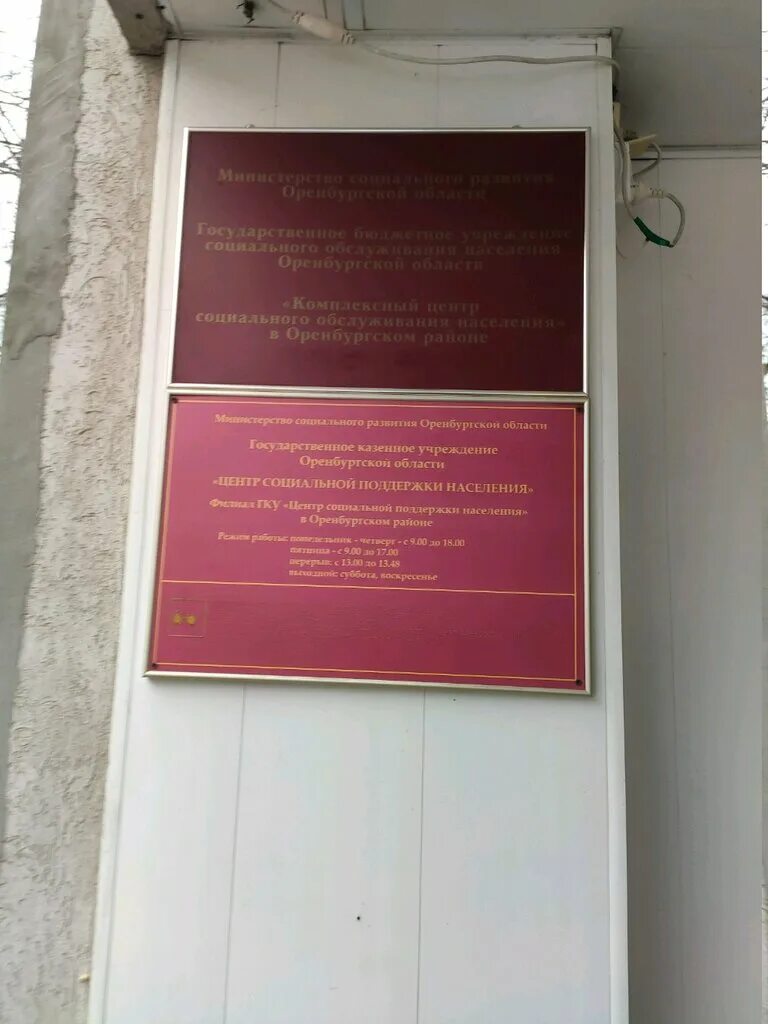 Министерство социального развития
Оренбургской области
Государственное бюджетное учреждение
социального обслуживания населения
Оренбургской области
«Комплексный центр
социального обслуживания населения»
в Оренбургском районе
Министерство социального развития Оренбургской области
Государственное казенное учреждение
Оренбургской области
«ЦЕНТР СОЦИАЛЬНОЙ ПОДДЕРЖКИ НАСЕЛЕНИЯ»
Филиал ГКУ «Центр социальной поддержки населения»
в Оренбургском районе
Режим работы: понедельник - четверг - с 9.00 до 18.00
пятница - с 9.00 до 17.00
перерыв: с 13.00 до 13.48
выходной: суббота, воскресенье